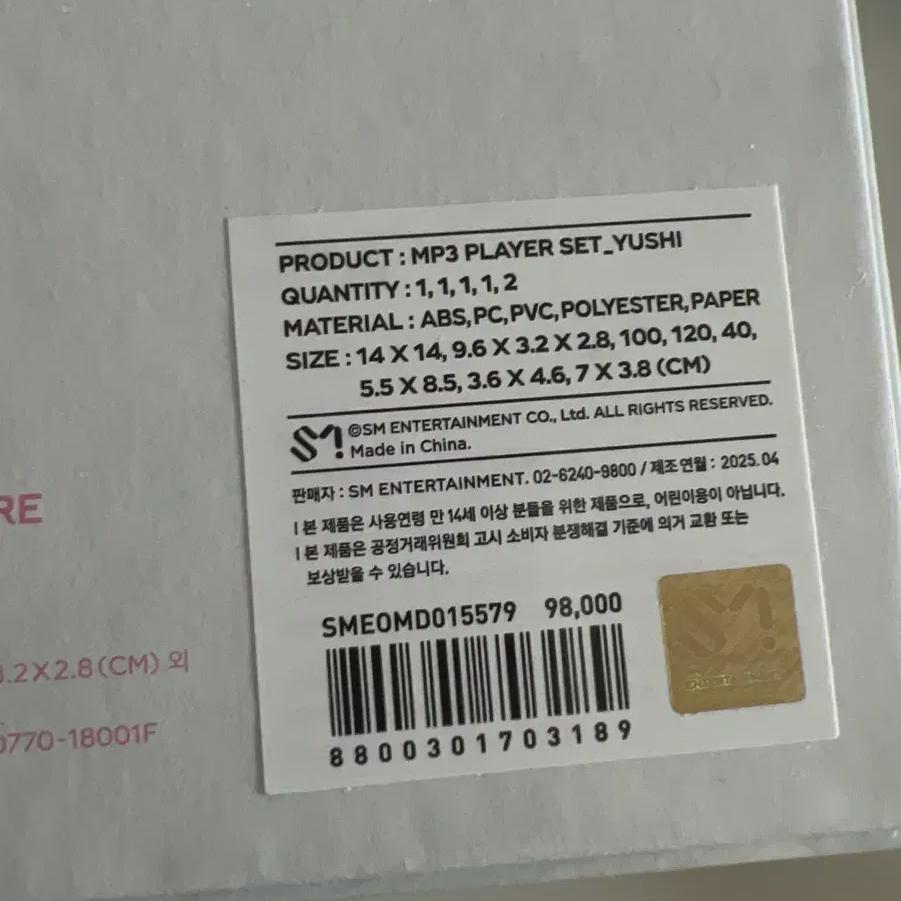 PRODUCT : MP3 PLAYER SET_YUSHI
QUANTITY : 1, 1, 1, 1, 2
MATERIAL : ABS,PC,PVC,POLYESTER,PAPER
SIZE : 14 X 14, 9.6 X 3.2 X 2.8, 100, 120, 40,
5.5 X 8.5, 3.6 X 4.6, 7 X 3.8 (CM)
SM! ©SM ENTERTAINMENT CO., Ltd. ALL RIGHTS RESERVED.
Made in China.
판매자 : SM ENTERTAINMENT. 02-6240-9800 / 제조연월 : 2025.04
I 본 제품은 사용연령 만 14세 이상 분들을 위한 제품으로, 어린이용이 아닙니다.
I 본 제품은 공정거래위원회 고시 소비자 분쟁해결 기준에 의거 교환 또는
보상받을 수 있습니다.
SMEOMD015579 98,000
8800301703189
SM!
RE
3.2X2.8(CM) 외
0770-18001F